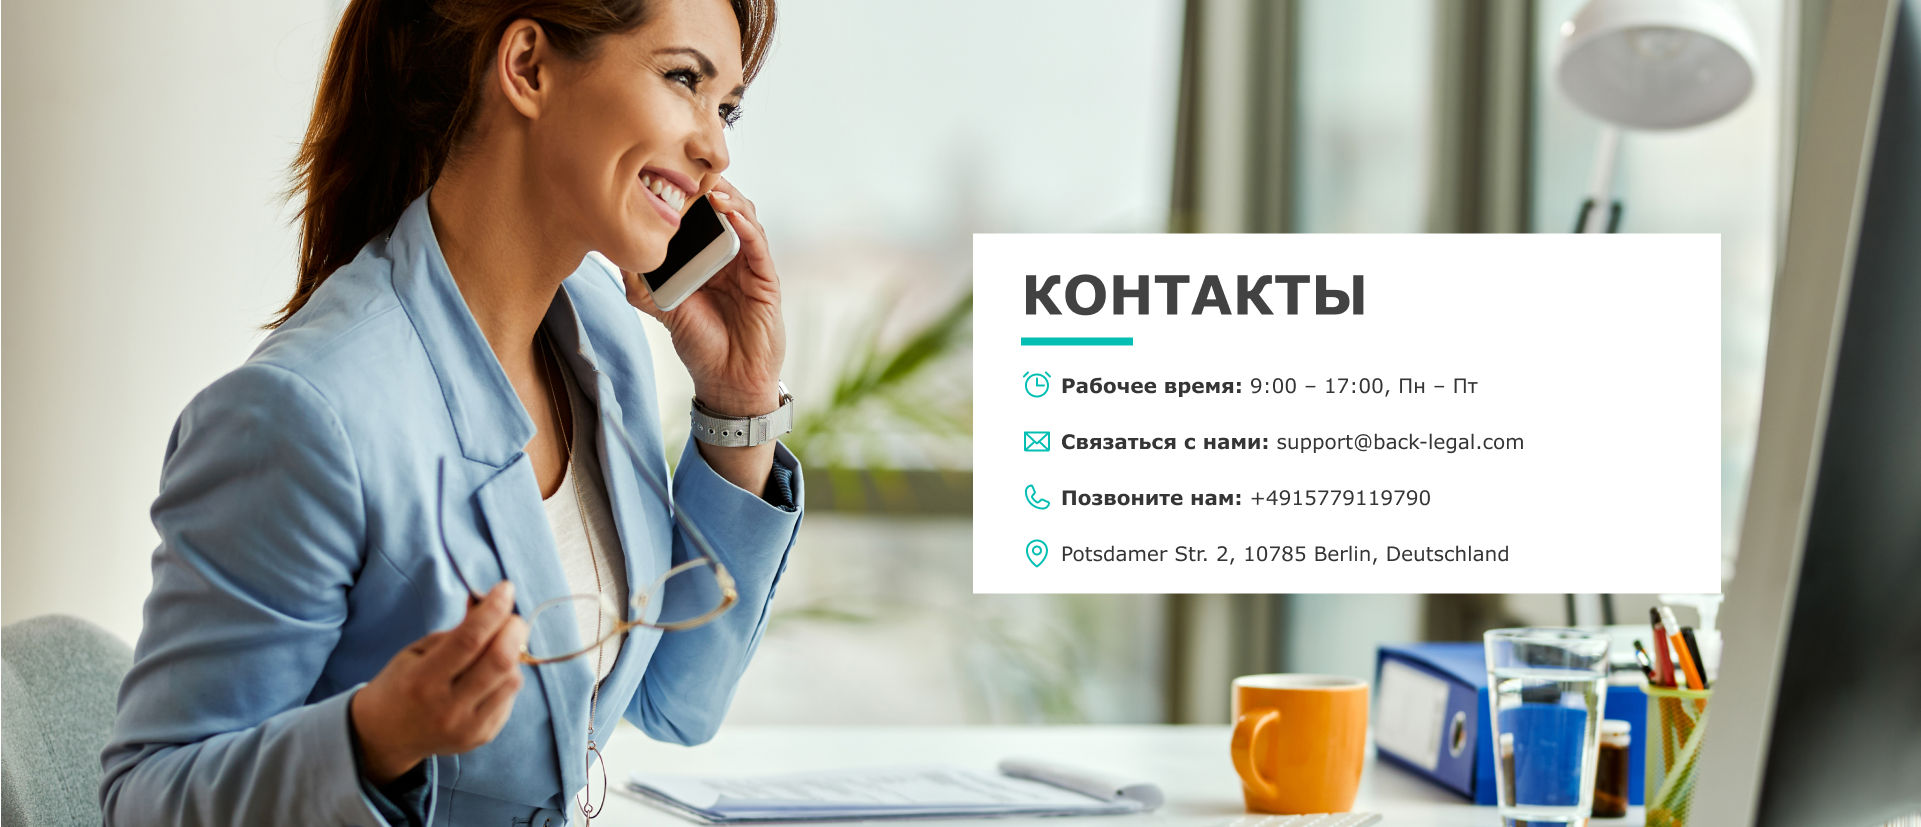 КОНТАКТЫ
Рабочее время: 9:00 – 17:00, Пн – Пт
Связаться с нами: support@back-legal.com
Позвоните нам: +4915779119790
Potsdamer Str. 2, 10785 Berlin, Deutschland